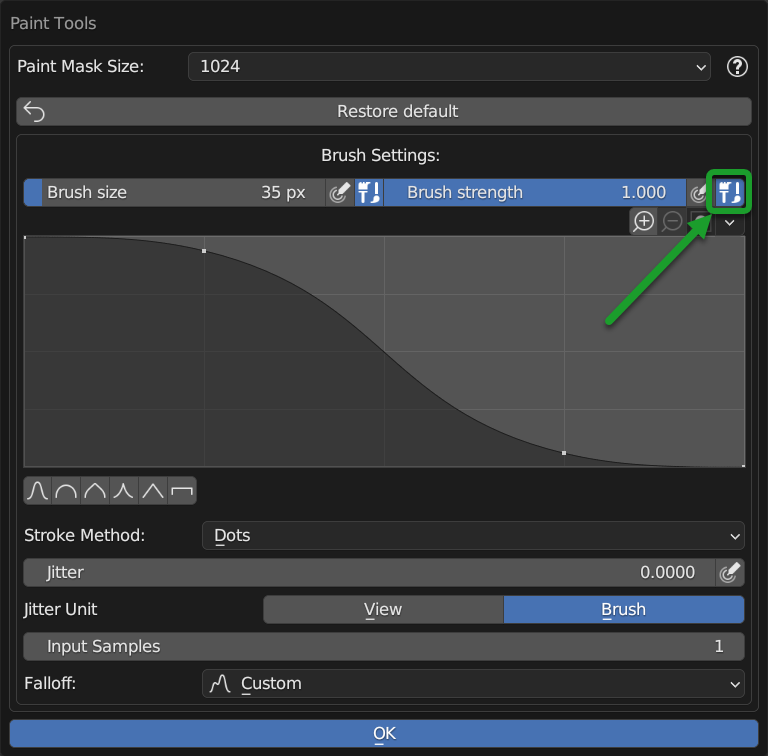 Paint Tools
Paint Mask Size: 1024
Restore default
Brush Settings:
Brush size 35 px Brush strength 1.000
Stroke Method: Dots
Jitter 0.0000
Jitter Unit View Brush
Input Samples 1
Falloff: Custom
OK